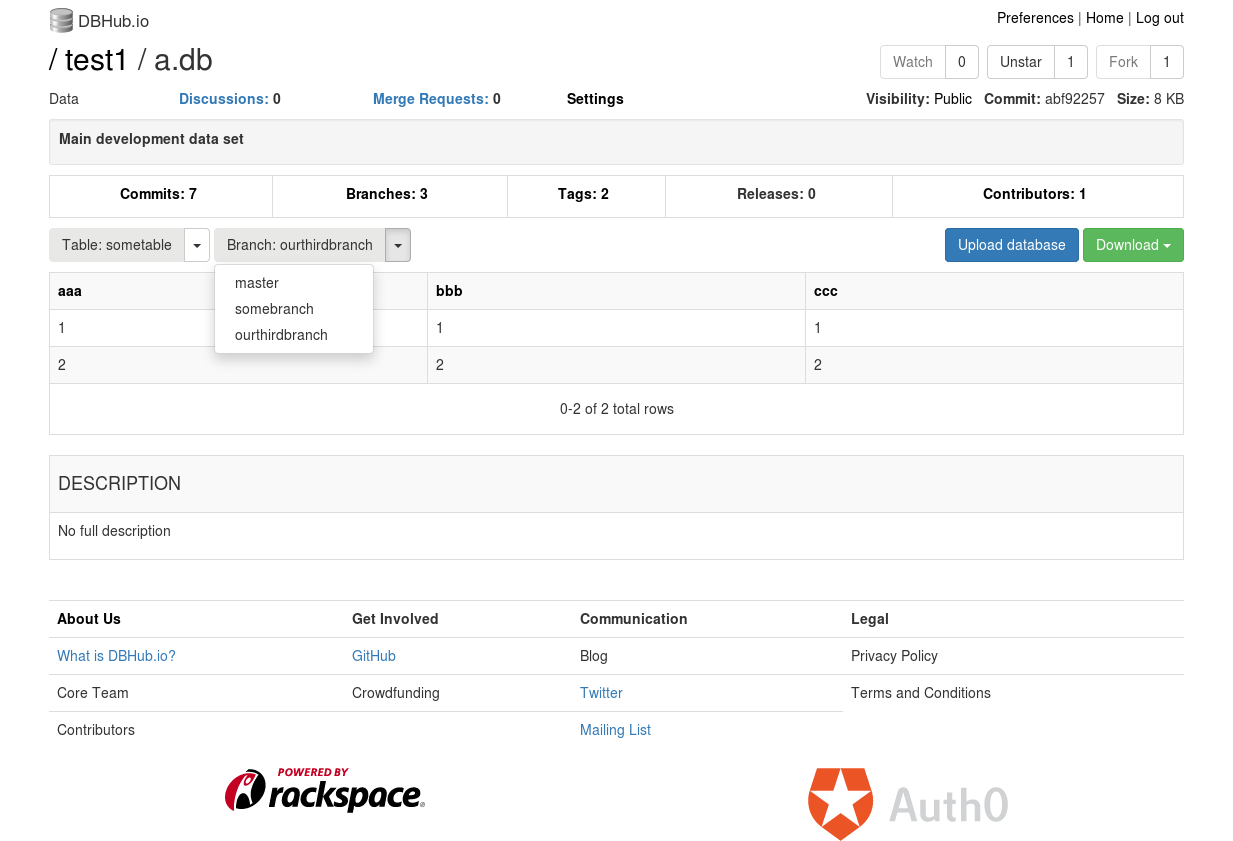 DBHub.io Preferences | Home | Log out
/ test1 / a.db Watch 0 Unstar 1 Fork 1
Data Discussions: 0 Merge Requests: 0 Settings Visibility: Public Commit: abf92257 Size: 8 KB
Main development data set
Commits: 7 Branches: 3 Tags: 2 Releases: 0 Contributors: 1
Table: sometable Branch: ourthirdbranch Upload database Download
master
somebranch
ourthirdbranch
aaa bbb ccc
1 1 1
2 2 2
0-2 of 2 total rows
DESCRIPTION
No full description
About Us Get Involved Communication Legal
What is DBHub.io? GitHub Blog Privacy Policy
Core Team Crowdfunding Twitter Terms and Conditions
Contributors Mailing List
POWERED BY
rackspace® Auth0